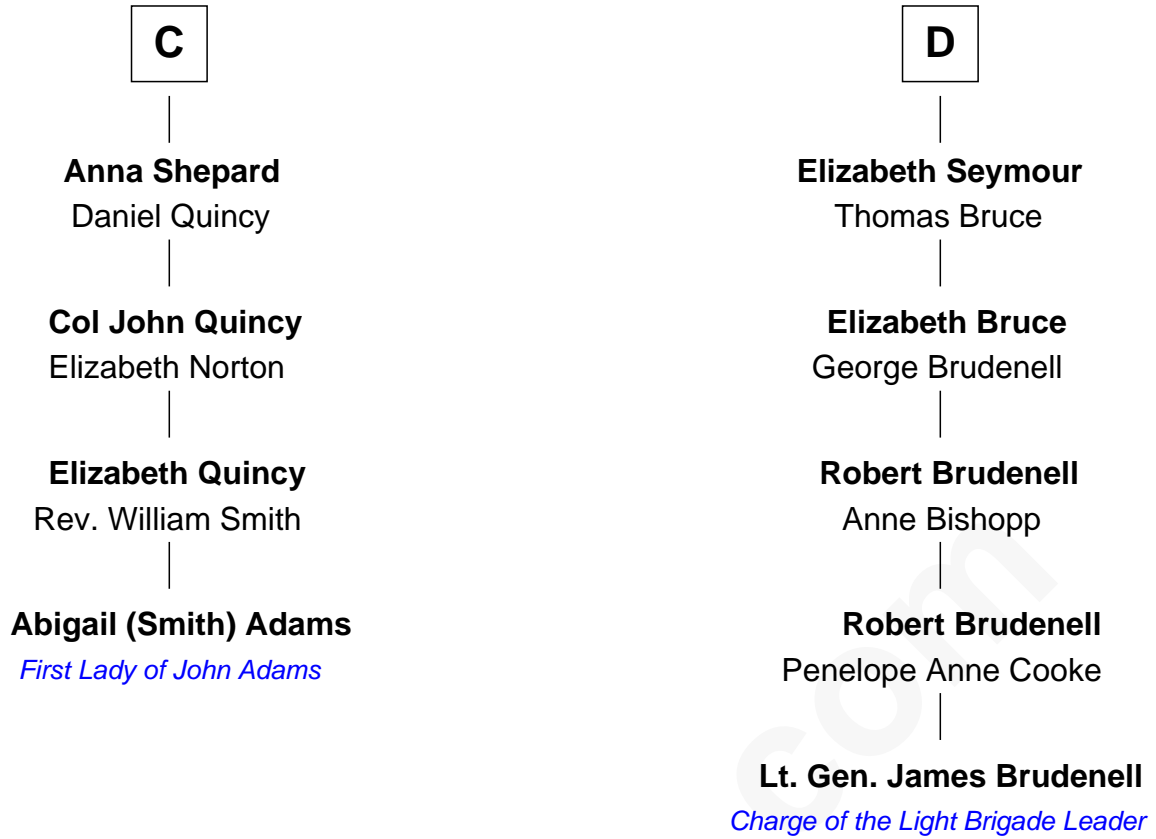 C
Anna Shepard
Daniel Quincy
Col John Quincy
Elizabeth Norton
Elizabeth Quincy
Rev. William Smith
Abigail (Smith) Adams
First Lady of John Adams
D
Elizabeth Seymour
Thomas Bruce
Elizabeth Bruce
George Brudenell
Robert Brudenell
Anne Bishopp
Robert Brudenell
Penelope Anne Cooke
Lt. Gen. James Brudenell
Charge of the Light Brigade Leader
com